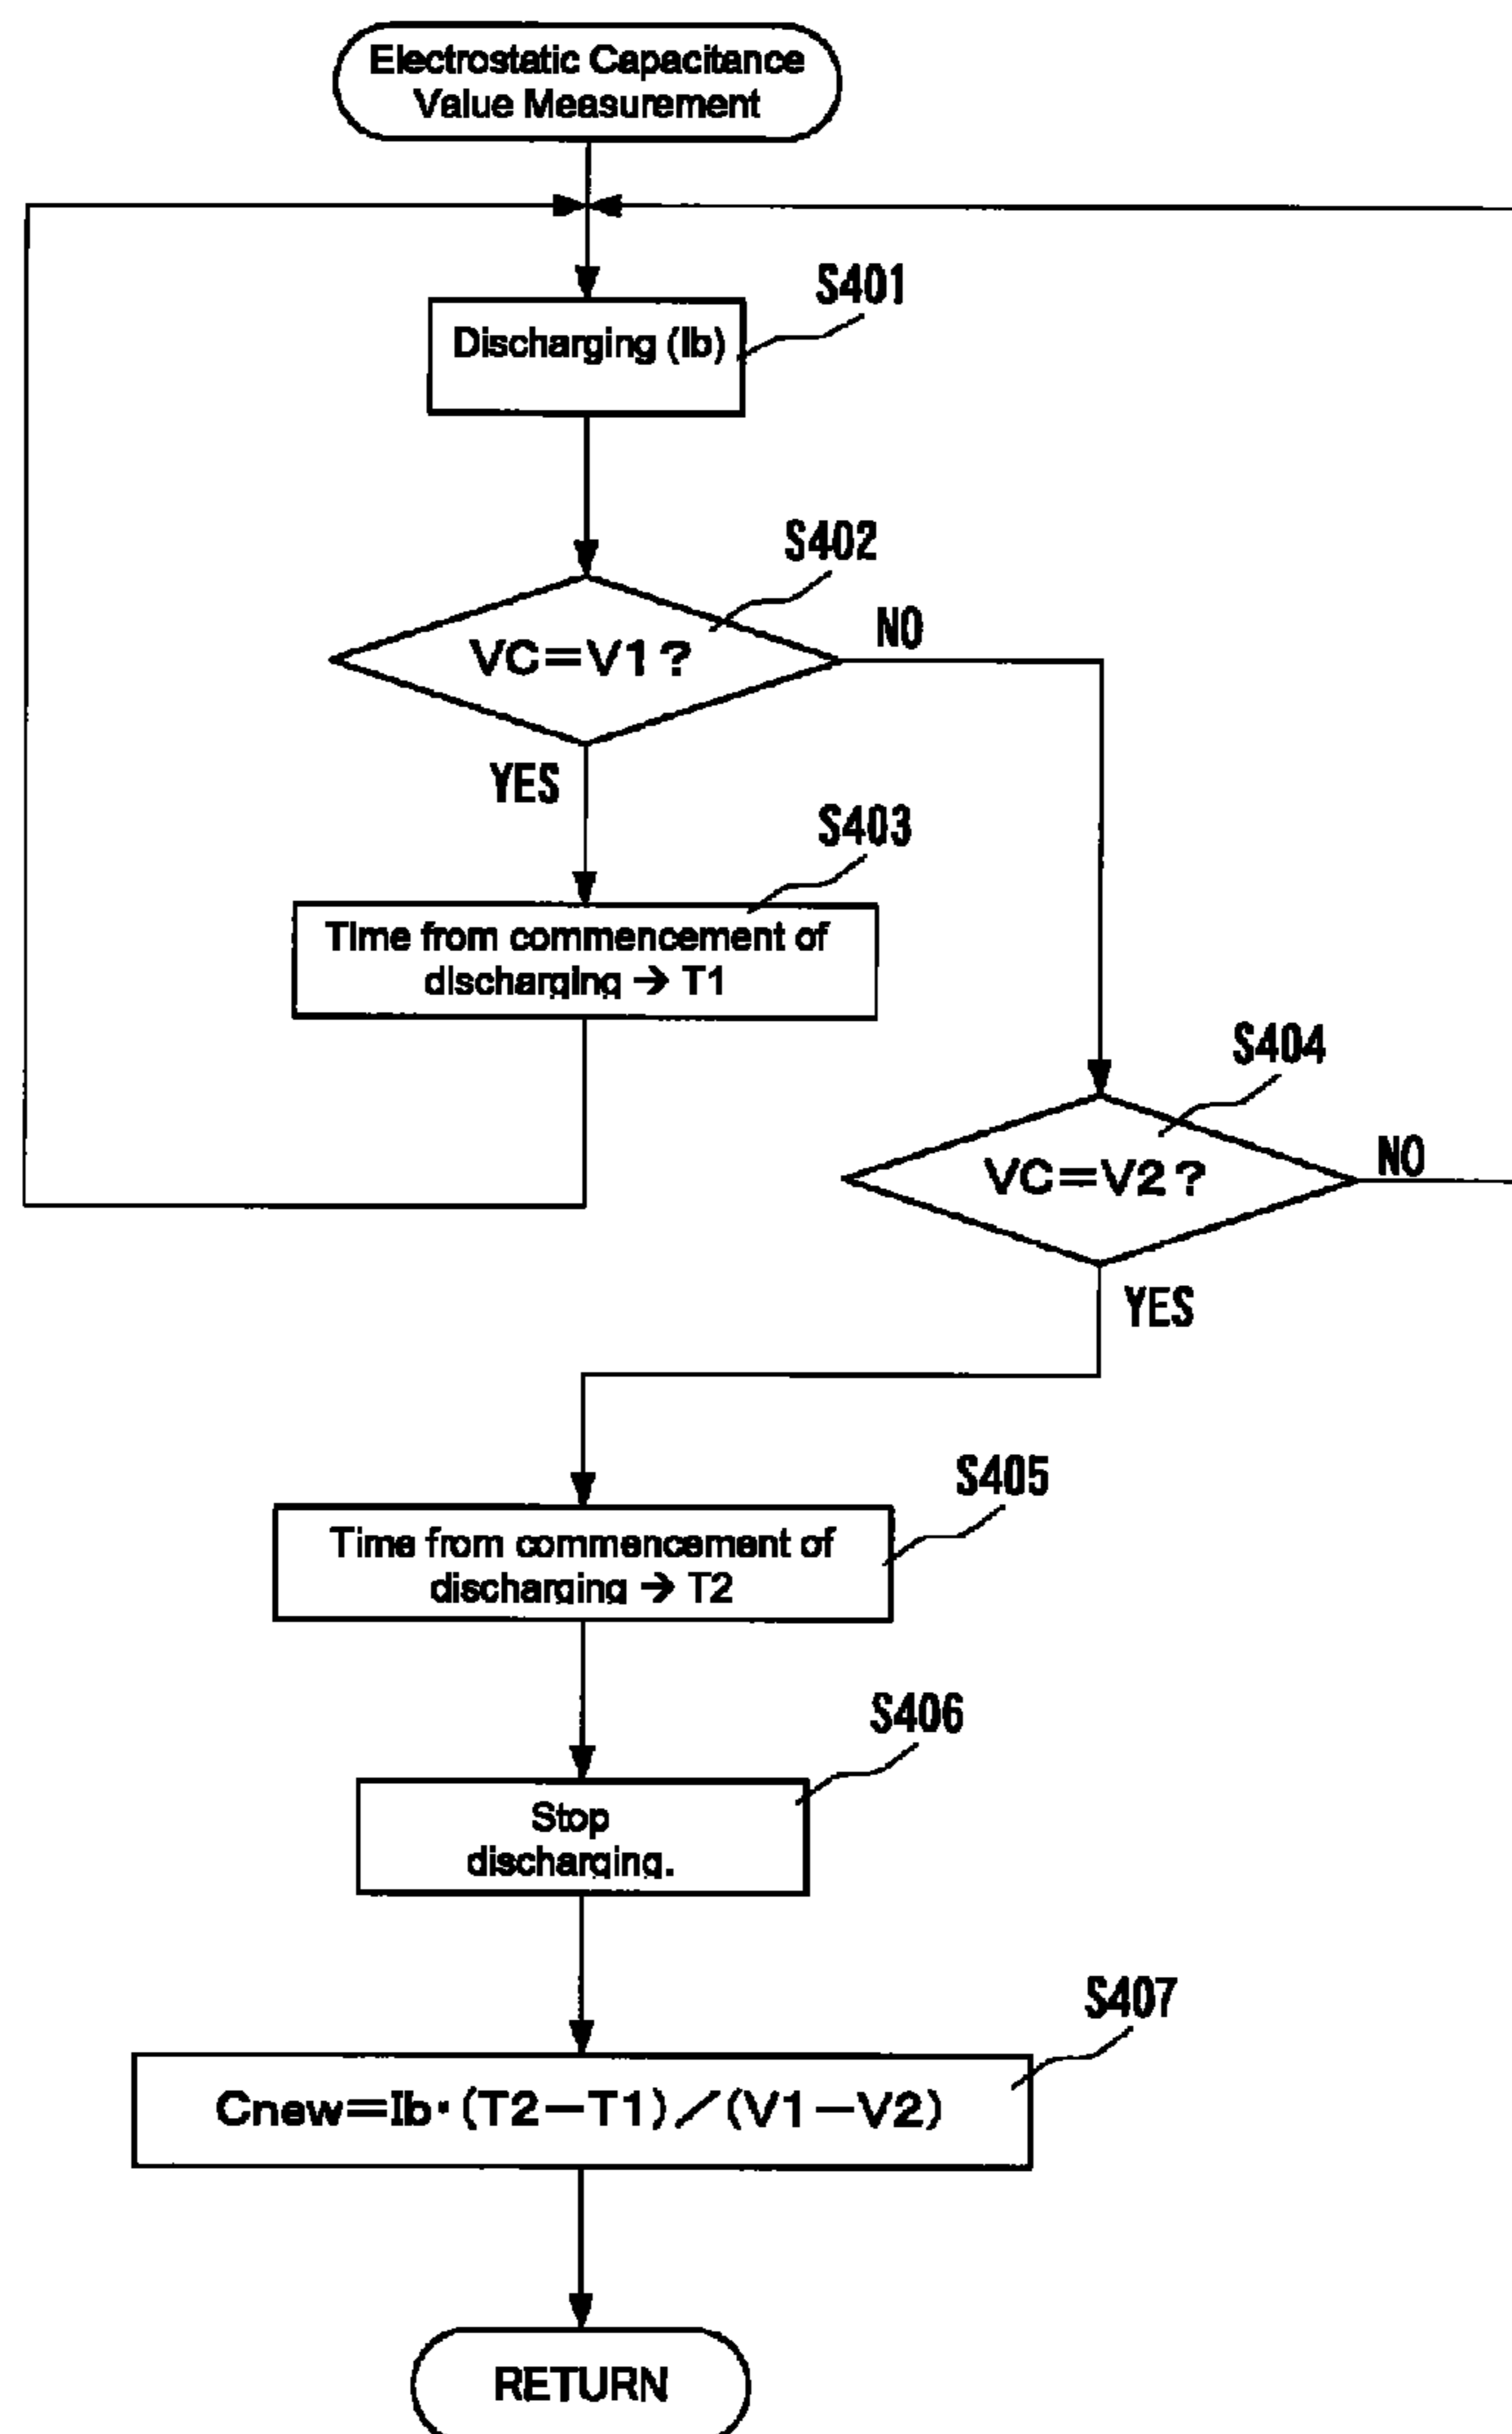 Electrostatic Capacitance
Value Measurement
S401
Discharging (Ib)
S402
VC=V1?
NO
YES
S403
Time from commencement of
discharging → T1
S404
VC=V2?
NO
YES
S405
Time from commencement of
discharging → T2
S406
Stop
discharging.
S407
Cnew=Ib·(T2−T1)/(V1−V2)
RETURN